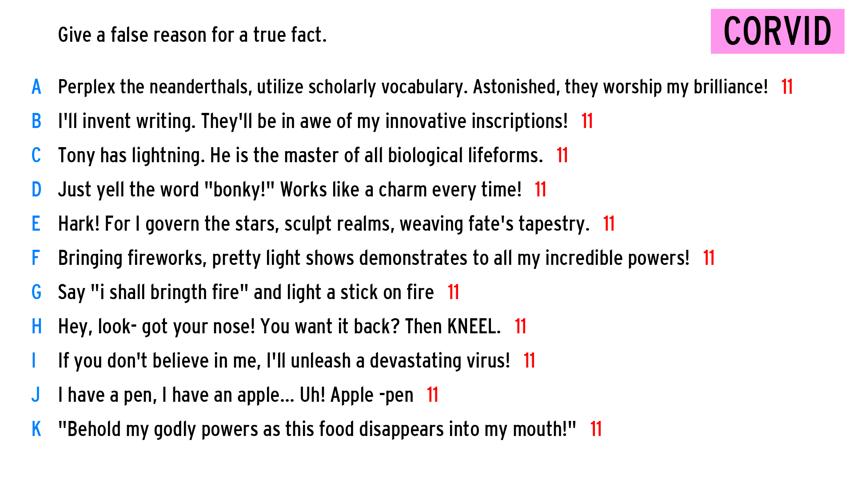 Give a false reason for a true fact.
CORVID
A Perplex the neanderthals, utilize scholarly vocabulary. Astonished, they worship my brilliance! 11
B I'll invent writing. They'll be in awe of my innovative inscriptions! 11
C Tony has lightning. He is the master of all biological lifeforms. 11
D Just yell the word "bonky!" Works like a charm every time! 11
E Hark! For I govern the stars, sculpt realms, weaving fate's tapestry. 11
F Bringing fireworks, pretty light shows demonstrates to all my incredible powers! 11
G Say "i shall bringth fire" and light a stick on fire 11
H Hey, look- got your nose! You want it back? Then KNEEL. 11
I If you don't believe in me, I'll unleash a devastating virus! 11
J I have a pen, I have an apple... Uh! Apple -pen 11
K "Behold my godly powers as this food disappears into my mouth!" 11